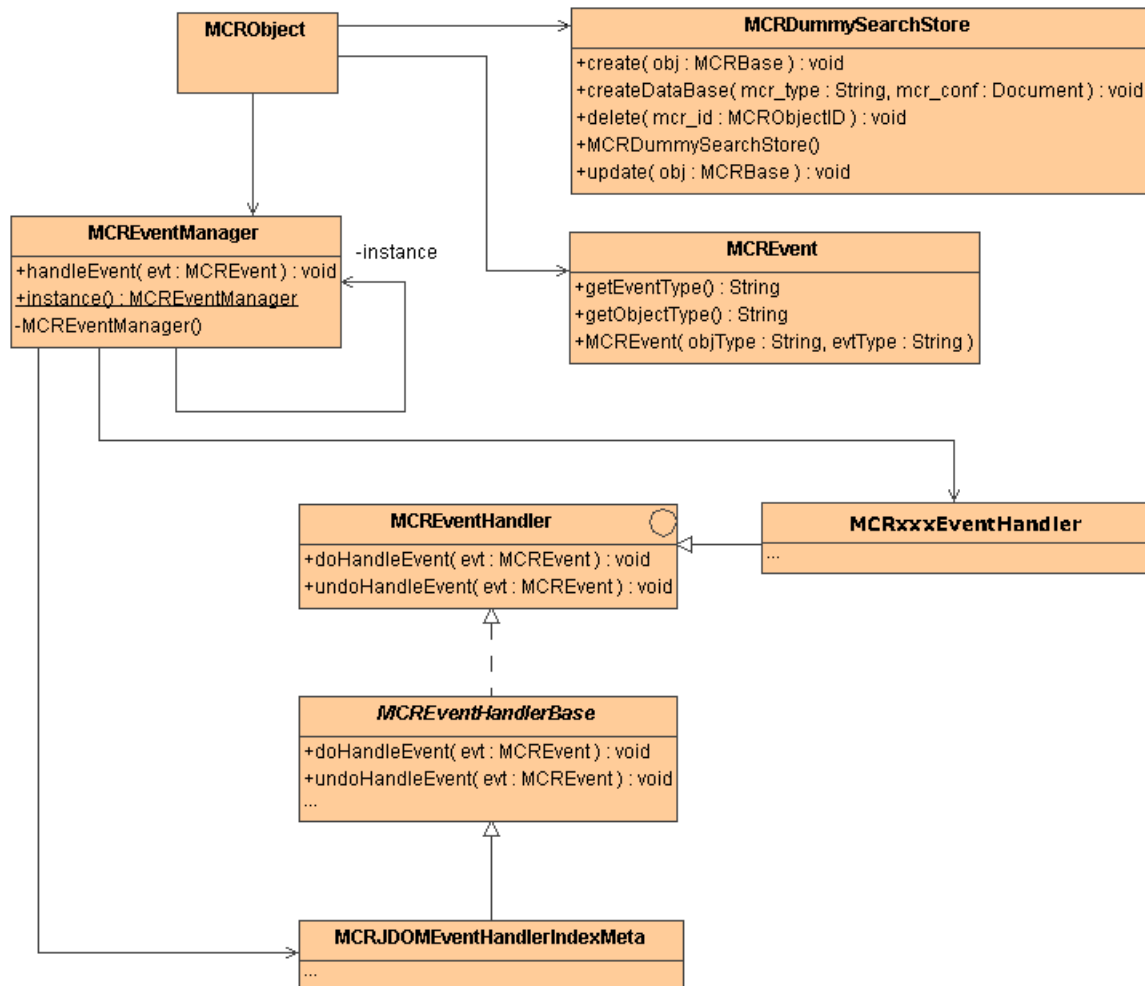 MCRObject
MCRDummySearchStore
+create( obj : MCRBase ) : void
+createDataBase( mcr_type : String, mcr_conf : Document ) : void
+delete( mcr_id : MCRObjectID ) : void
+MCRDummySearchStore()
+update( obj : MCRBase ) : void
MCREventManager
+handleEvent( evt : MCREvent ) : void
+instance() : MCREventManager
-MCREventManager()
-instance
MCREvent
+getEventType() : String
+getObjectType() : String
+MCREvent( objType : String, evtType : String )
MCREventHandler
+doHandleEvent( evt : MCREvent ) : void
+undoHandleEvent( evt : MCREvent ) : void
MCRxxxEventHandler
...
MCREventHandlerBase
+doHandleEvent( evt : MCREvent ) : void
+undoHandleEvent( evt : MCREvent ) : void
...
MCRJDOMEventHandlerIndexMeta
...